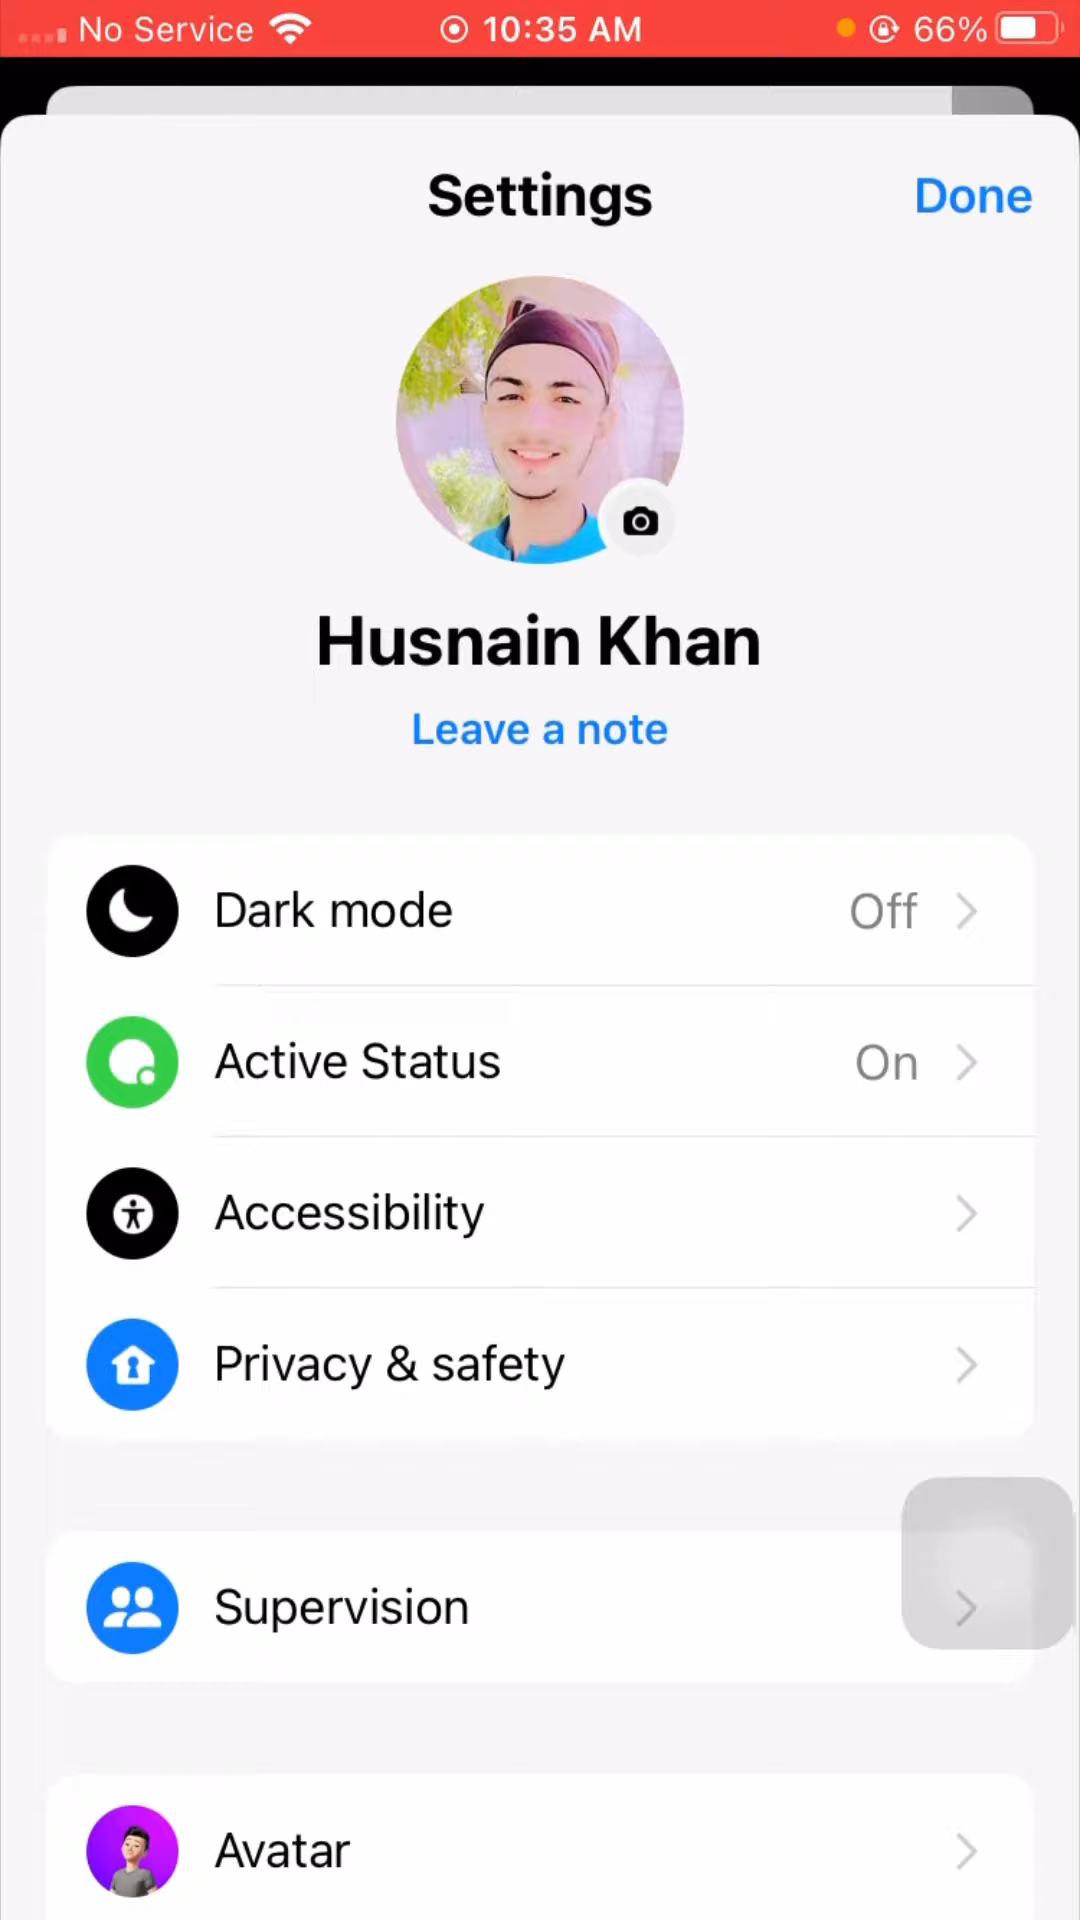 No Service 10:35 AM 66%
Settings
Done
Husnain Khan
Leave a note
Dark mode Off
Active Status On
Accessibility
Privacy & safety
Supervision
Avatar